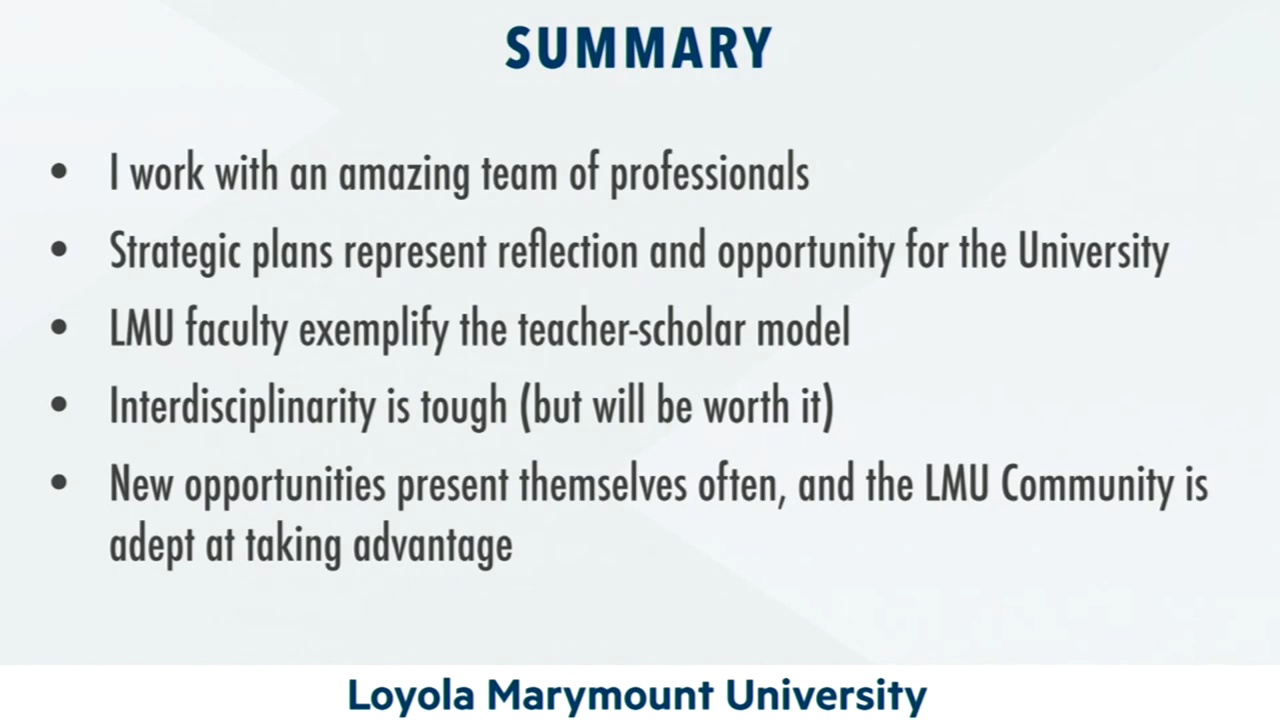 SUMMARY
• I work with an amazing team of professionals
• Strategic plans represent reflection and opportunity for the University
• LMU faculty exemplify the teacher-scholar model
• Interdisciplinarity is tough (but will be worth it)
• New opportunities present themselves often, and the LMU Community is
adept at taking advantage
Loyola Marymount University